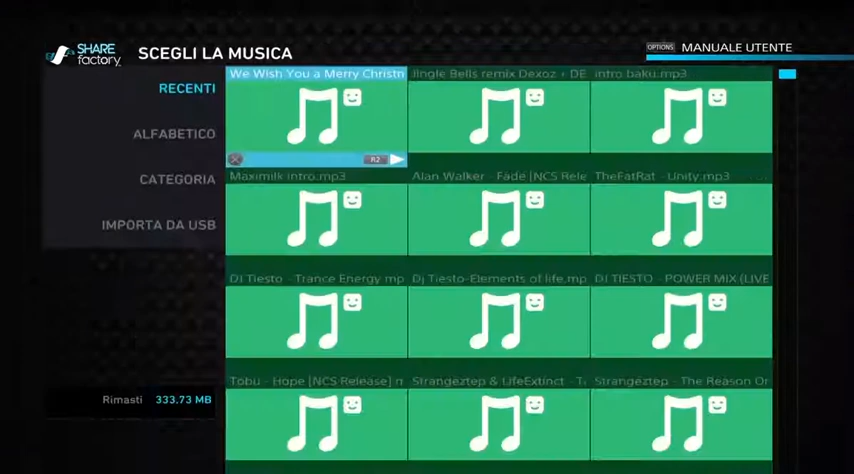 SHARE
factory
SCEGLI LA MUSICA
OPTIONS MANUALE UTENTE
RECENTI
ALFABETICO
CATEGORIA
IMPORTA DA USB
Rimasti 333.73 MB
We Wish You a Merry Christm
Jingle Bells remix Dexoz + DE
intro baku.mp3
R2
Maximilk intro.mp3
Alan Walker - Fade [NCS Rele
TheFatRat - Unity.mp3
DJ Tiesto - Trance Energy mp
Dj Tiesto-Elements of life.mp
DJ TIESTO - POWER MIX (LIVE
Tobu - Hope [NCS Release] m
Strangeztep & LifeExtinct - T
Strangeztep - The Reason Or